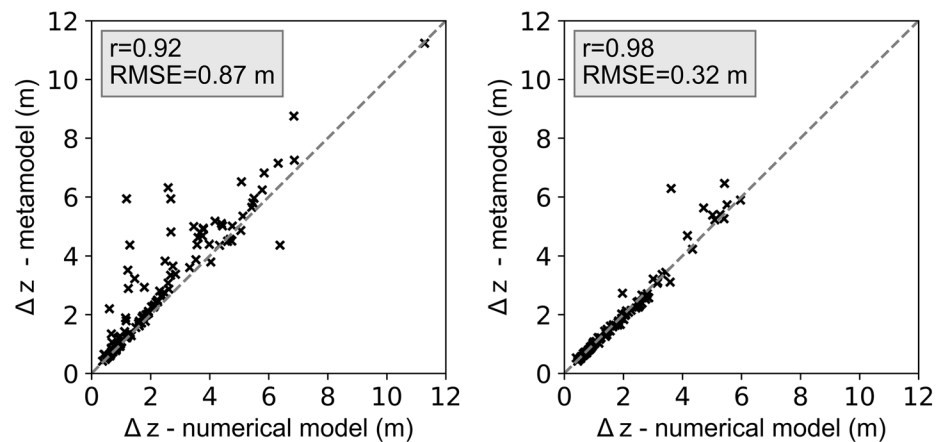 r=0.92
RMSE=0.87 m
12
10
8
6
4
2
0
Δ z - metamodel (m)
0 2 4 6 8 10 12
Δ z - numerical model (m)
r=0.98
RMSE=0.32 m
12
10
8
6
4
2
0
Δ z - metamodel (m)
0 2 4 6 8 10 12
Δ z - numerical model (m)